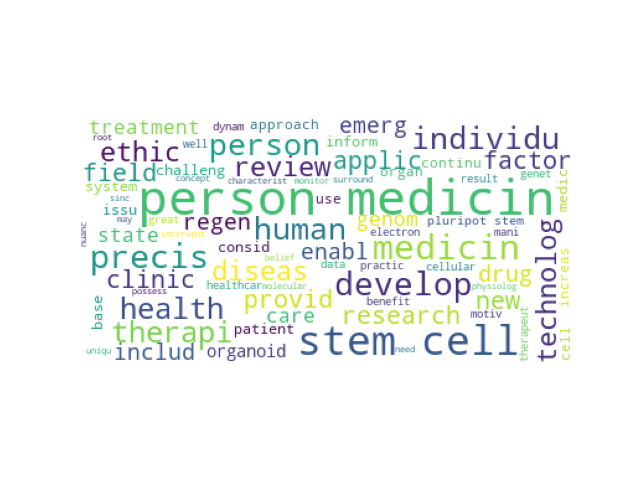 treatment dynam approach emerg individu
root well inform
ethic person review applic continu factor
field challeng concept characterist monitor surround organ result genet
system person medicin medic
sinc use
issu great regen human genom pluripot stem
nuanc may state intervent consid enabl electron mani technolog
precis diseas belief data practic cellular medicin drug increas
clinic healthcar molecular develop physiolog
possess provid benefit new
base health care research motiv
therapi patient stem cell therapeut cell
uniqu includ organoid need